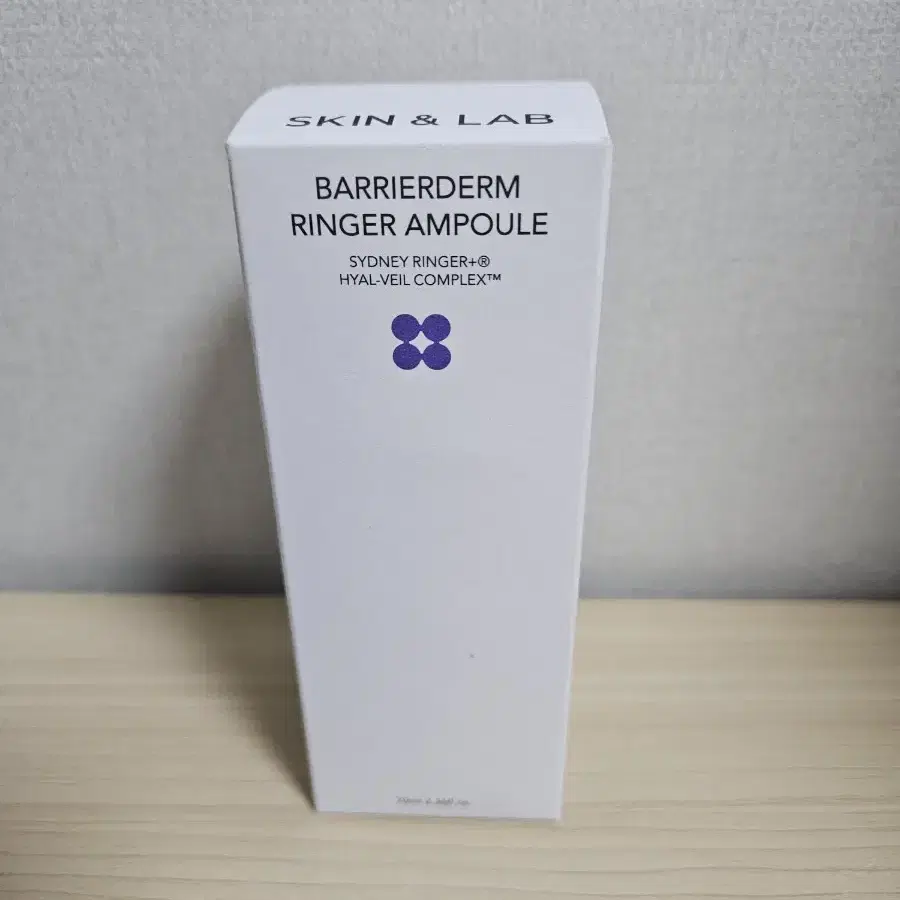 SKIN & LAB
BARRIERDERM
RINGER AMPOULE
SYDNEY RINGER+®
HYAL-VEIL COMPLEX™